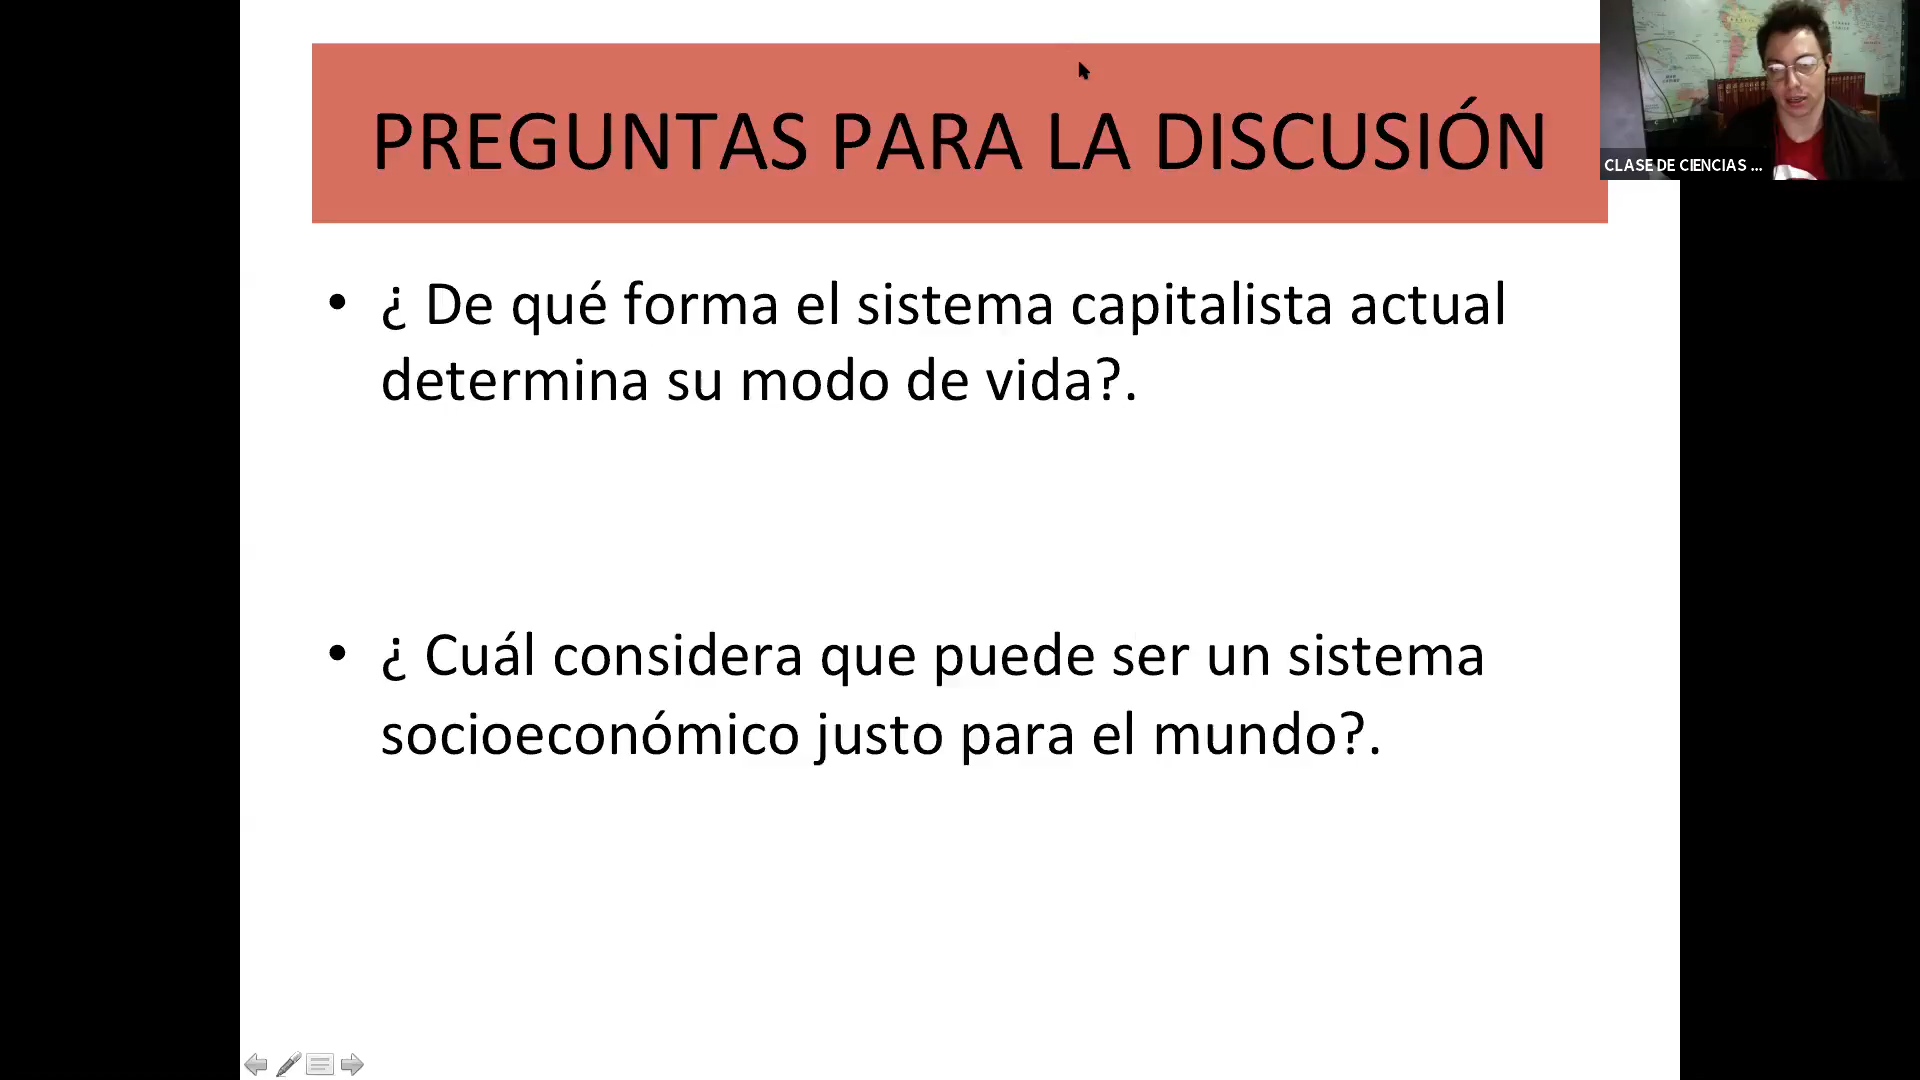 PREGUNTAS PARA LA DISCUSIÓN
CLASE DE CIENCIAS ...
• ¿ De qué forma el sistema capitalista actual
determina su modo de vida?.
• ¿ Cuál considera que puede ser un sistema
socioeconómico justo para el mundo?.